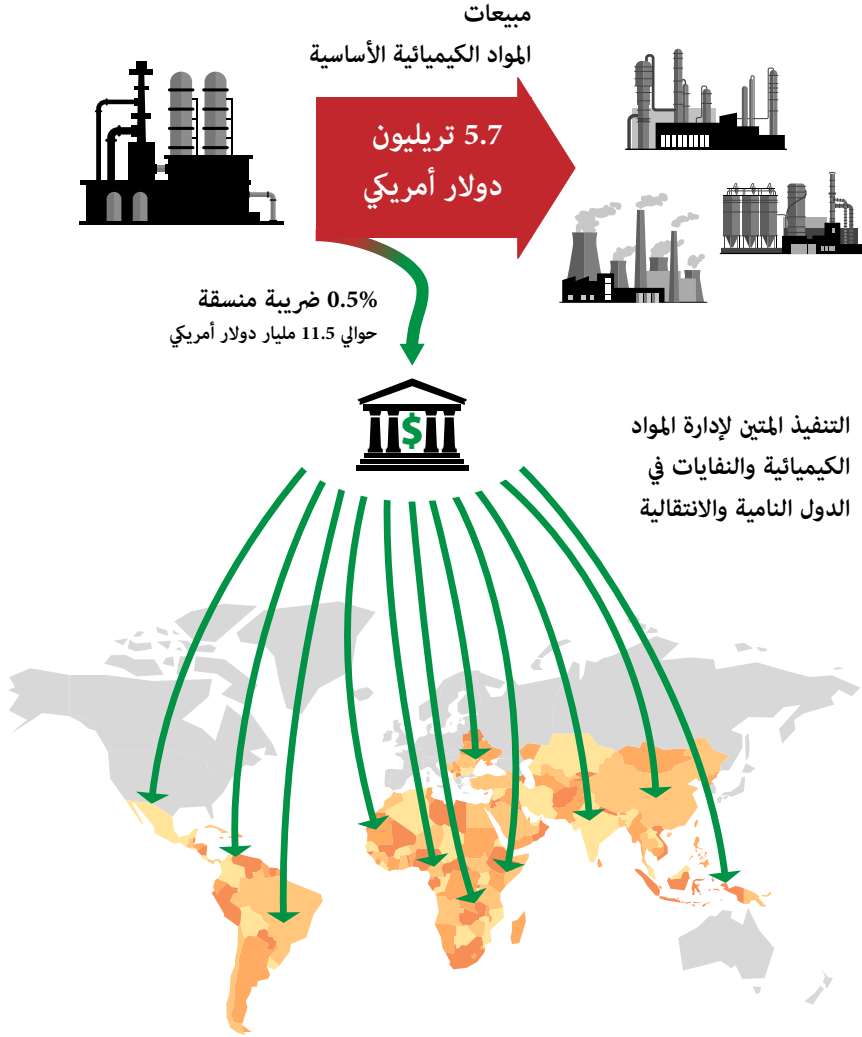 مبيعات
المواد الكيميائية الأساسية
5.7 تريليون
دولار أمريكي
0.5% ضريبة منسقة
حوالي 11.5 مليار دولار أمريكي
$
التنفيذ المتين لإدارة المواد
الكيميائية والنفايات في
الدول النامية والانتقالية